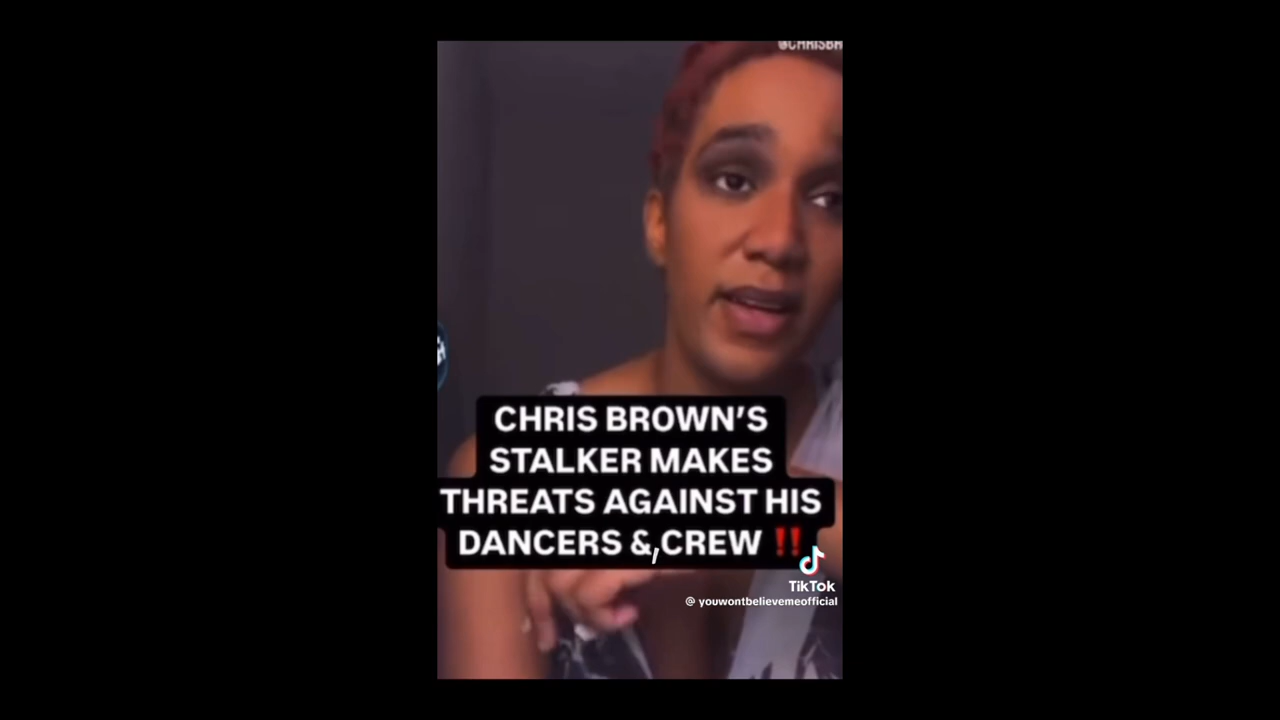 CHRIS BROWN'S
STALKER MAKES
THREATS AGAINST HIS
DANCERS & CREW ‼️
TikTok
@ youwontbelievemeofficial